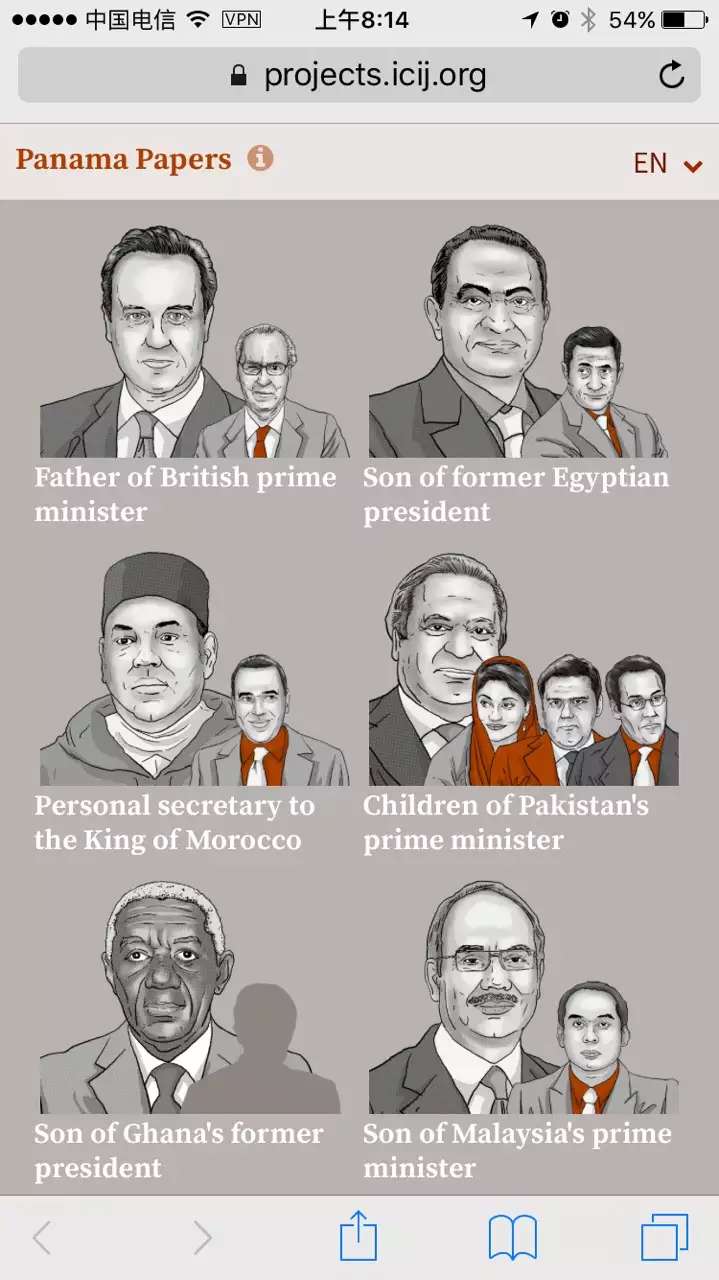 中国电信 VPN 上午8:14 54%
projects.icij.org
Panama Papers EN
Father of British prime
minister
Son of former Egyptian
president
Personal secretary to
the King of Morocco
Children of Pakistan's
prime minister
Son of Ghana's former
president
Son of Malaysia's prime
minister